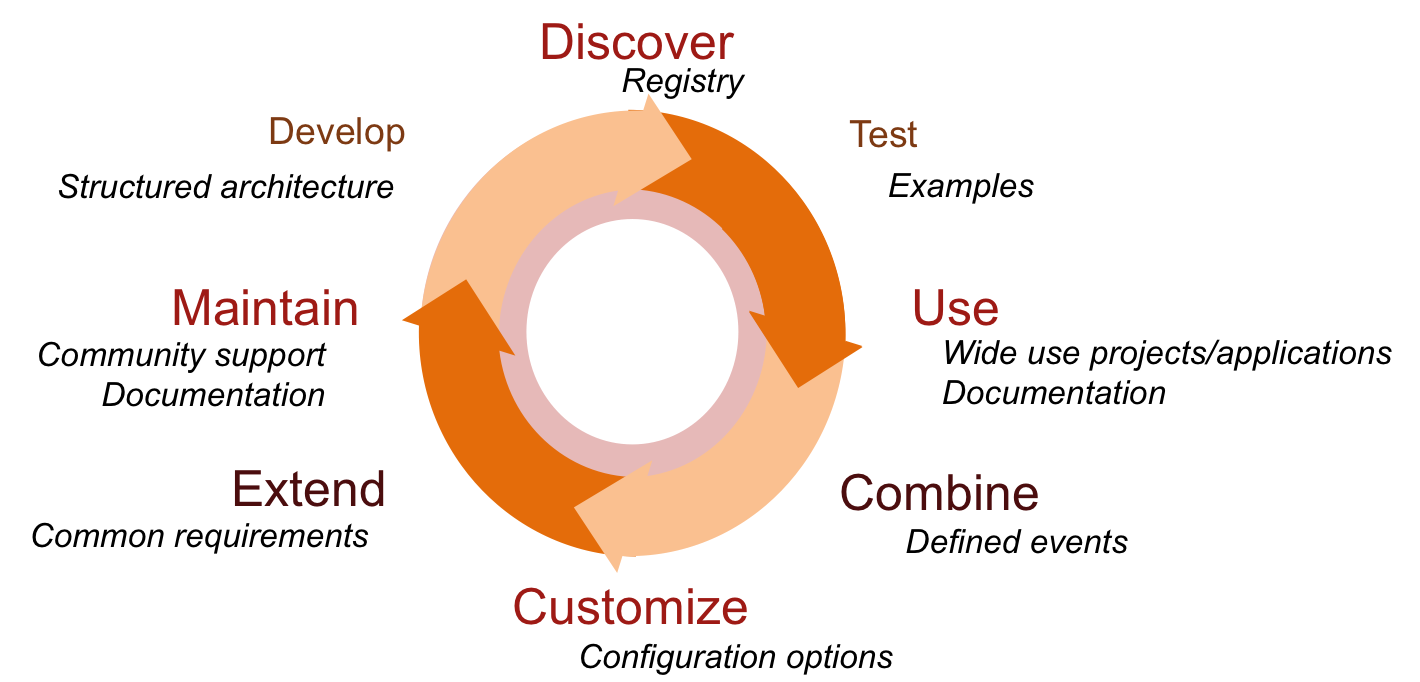 Discover
Registry
Develop
Structured architecture
Test
Examples
Maintain
Community support
Documentation
Use
Wide use projects/applications
Documentation
Extend
Common requirements
Combine
Defined events
Customize
Configuration options